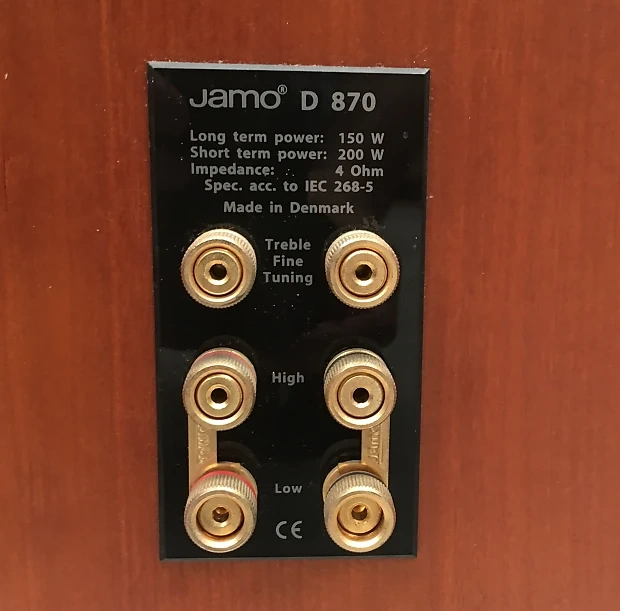 Jamo® D 870
Long term power: 150 W
Short term power: 200 W
Impedance: 4 Ohm
Spec. acc. to IEC 268-5
Made in Denmark
Treble
Fine
Tuning
High
Low
CE